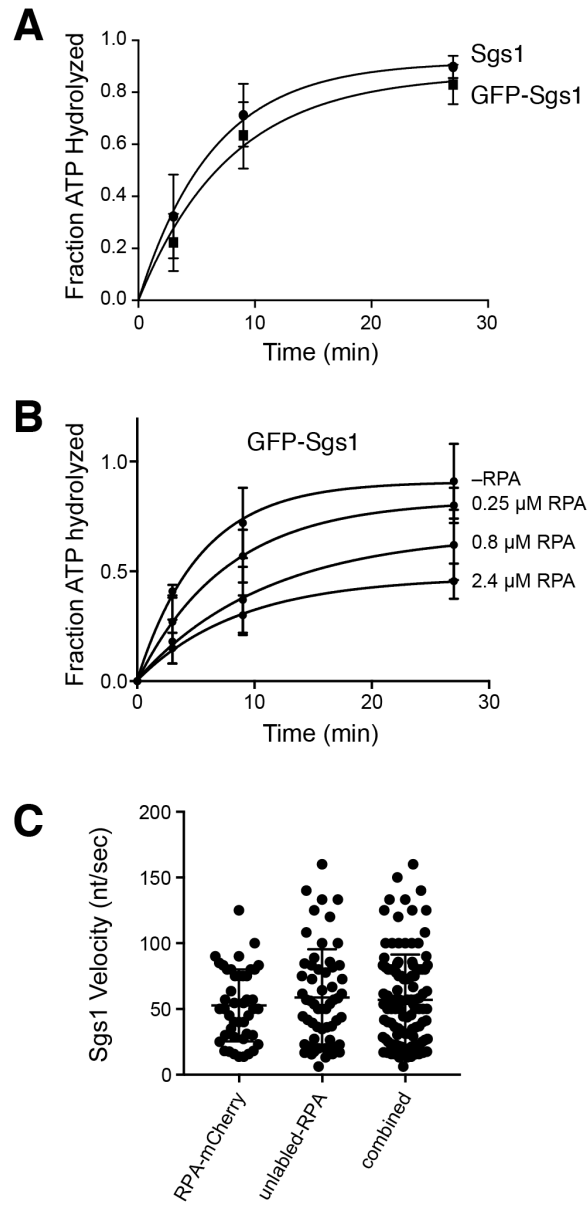 A
Fraction ATP Hydrolyzed
1.0
0.8
0.6
0.4
0.2
0.0
0
10
20
30
Time (min)
Sgs1
GFP-Sgs1
B
Fraction ATP hydrolyzed
GFP-Sgs1
1.0
0.5
0.0
0
10
20
30
Time (min)
–RPA
0.25 µM RPA
0.8 µM RPA
2.4 µM RPA
C
Sgs1 Velocity (nt/sec)
200
150
100
50
0
RPA-mCherry
unlabled-RPA
combined